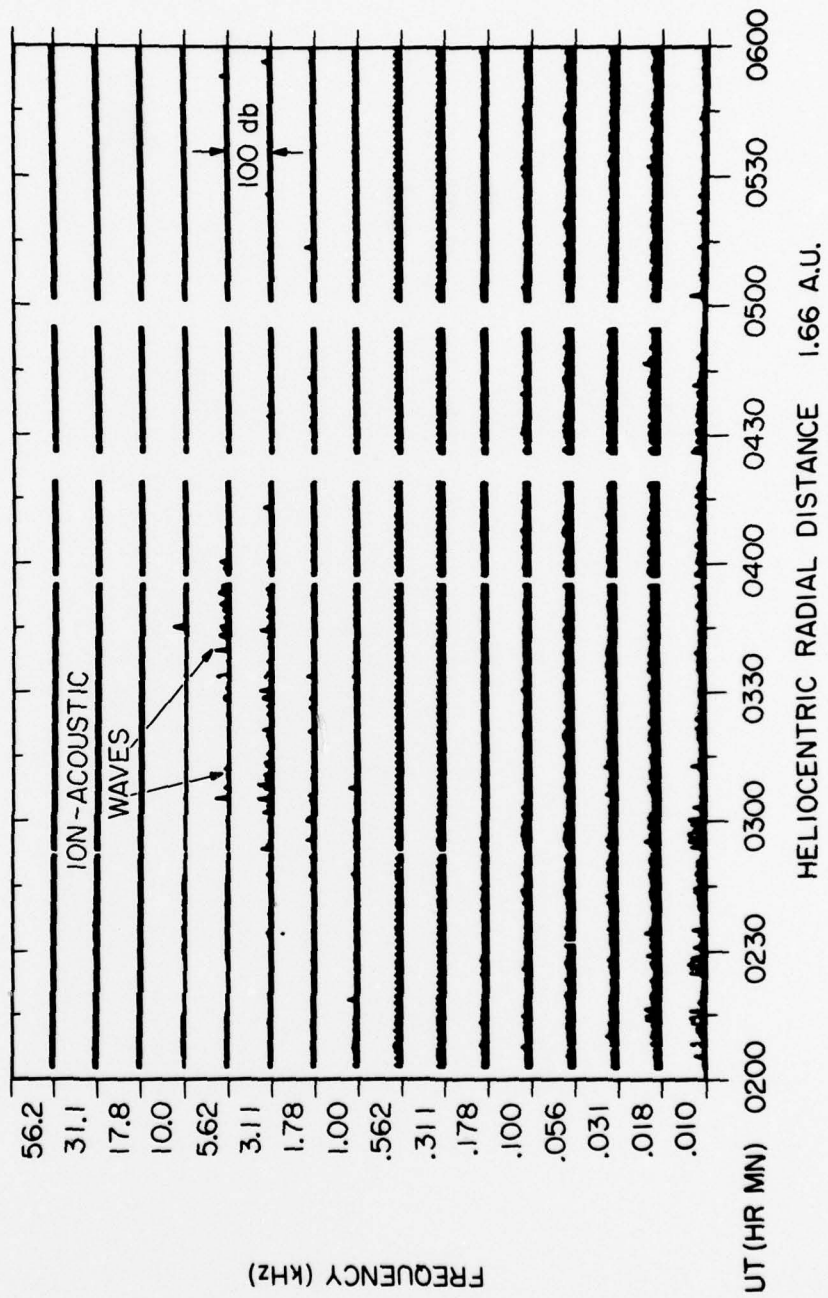 FREQUENCY (kHz)
56.2
31.1
17.8
10.0
5.62
3.11
1.78
1.00
.562
.311
.178
.100
.056
.031
.018
.010
ION-ACOUSTIC
WAVES
100 db
UT (HR MN) 0200 0230 0300 0330 0400 0430 0500 0530 0600
HELIOCENTRIC RADIAL DISTANCE 1.66 A.U.